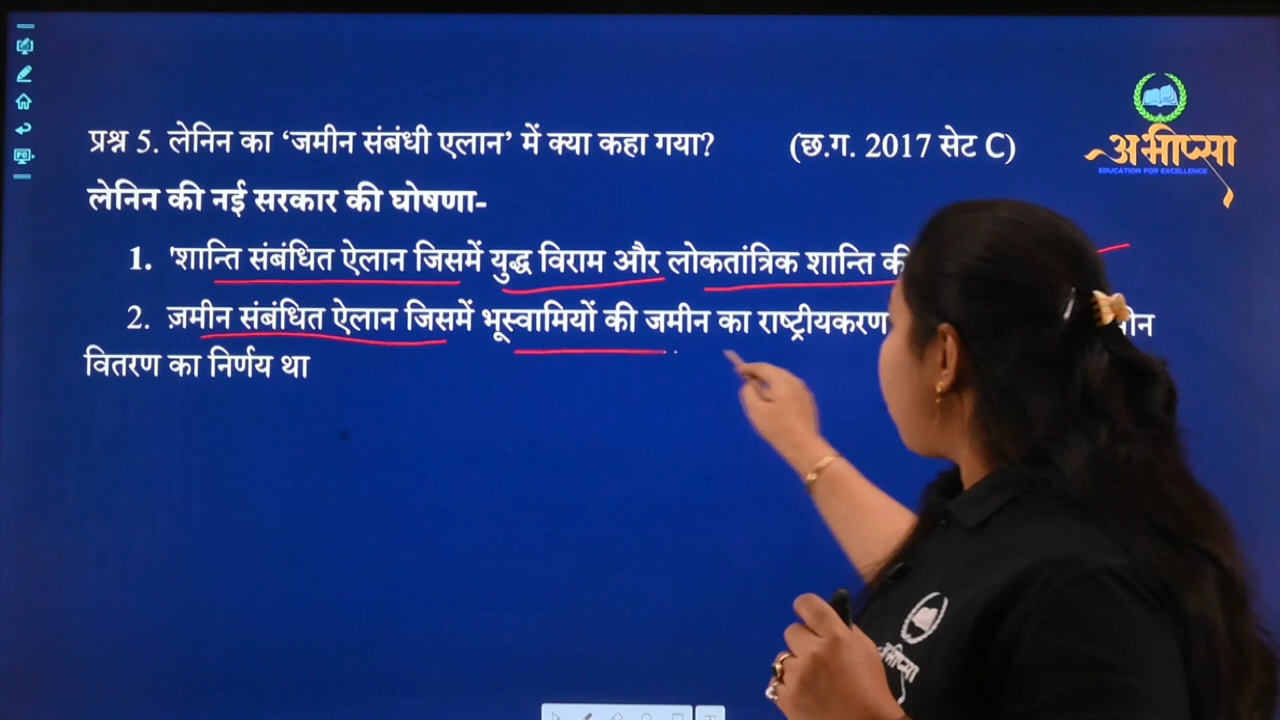 प्रश्न 5. लेनिन का ‘जमीन संबंधी एलान’ में क्या कहा गया? (छ.ग. 2017 सेट C)
अभीप्सा
EDUCATION FOR EXCELLENCE
लेनिन की नई सरकार की घोषणा-
1. 'शान्ति संबंधित ऐलान जिसमें युद्ध विराम और लोकतांत्रिक शान्ति की
2. ज़मीन संबंधित ऐलान जिसमें भूस्वामियों की जमीन का राष्ट्रीयकरण
वितरण का निर्णय था
अभीप्सा